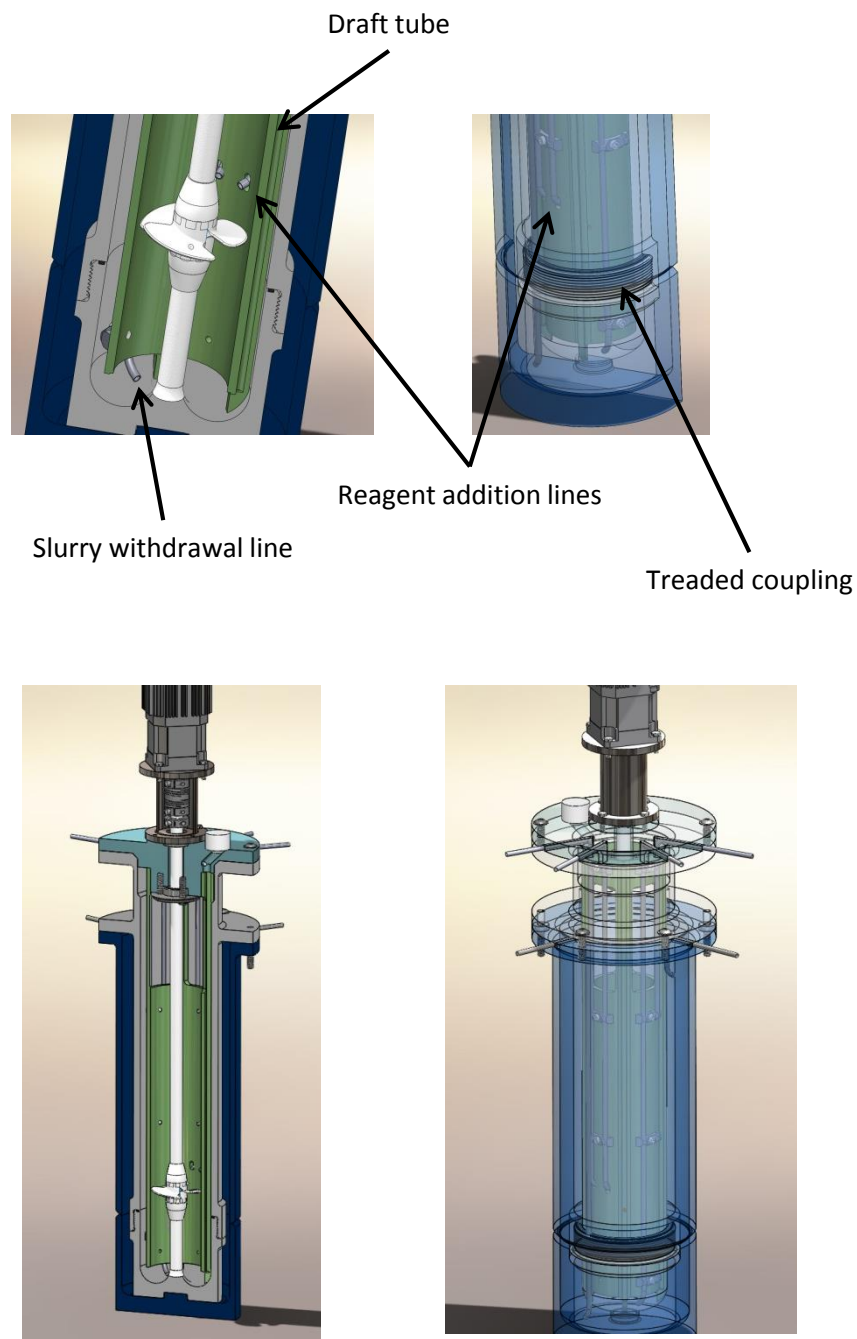 Draft tube
Reagent addition lines
Slurry withdrawal line
Treaded coupling